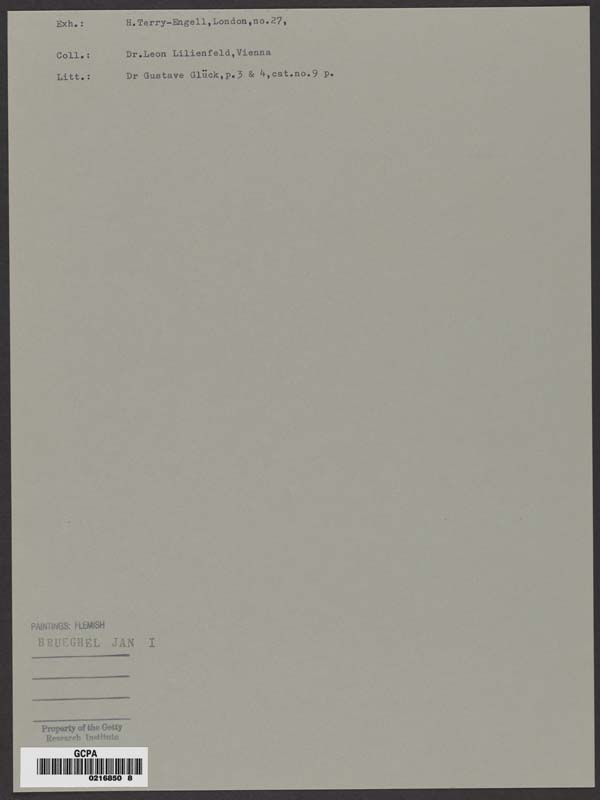 Exh.: H.Terry-Engell,London,no.27,
Coll.: Dr.Leon Lilienfeld,Vienna
Litt.: Dr Gustave Glück,p.3 & 4,cat.no.9 p.
PAINTINGS: FLEMISH
BRUEGHEL JAN I
Property of the Getty
Research Institute
GCPA
0216850 8